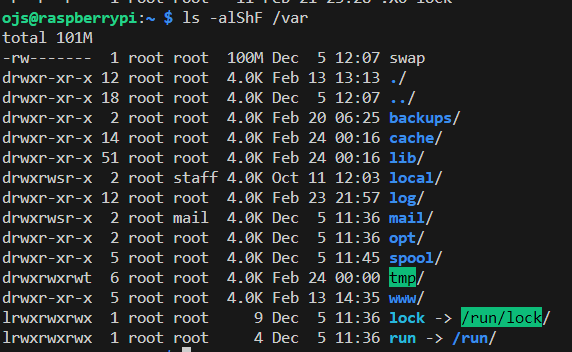 ojs@raspberrypi:~ $ ls -alShF /var
total 101M
-rw-------  1 root root  100M Dec  5 12:07 swap
drwxr-xr-x 12 root root  4.0K Feb 13 13:13 ./
drwxr-xr-x 18 root root  4.0K Dec  5 12:07 ../
drwxr-xr-x  2 root root  4.0K Feb 20 06:25 backups/
drwxr-xr-x 14 root root  4.0K Feb 24 00:16 cache/
drwxr-xr-x 51 root root  4.0K Feb 24 00:16 lib/
drwxrwsr-x  2 root staff 4.0K Oct 11 12:03 local/
drwxr-xr-x 12 root root  4.0K Feb 23 21:57 log/
drwxrwsr-x  2 root mail  4.0K Dec  5 11:36 mail/
drwxr-xr-x  2 root root  4.0K Dec  5 11:36 opt/
drwxr-xr-x  5 root root  4.0K Dec  5 11:45 spool/
drwxrwxrwt  6 root root  4.0K Feb 24 00:00 tmp/
drwxr-xr-x  5 root root  4.0K Feb 13 14:35 www/
lrwxrwxrwx  1 root root     9 Dec  5 11:36 lock -> /run/lock/
lrwxrwxrwx  1 root root     4 Dec  5 11:36 run -> /run/